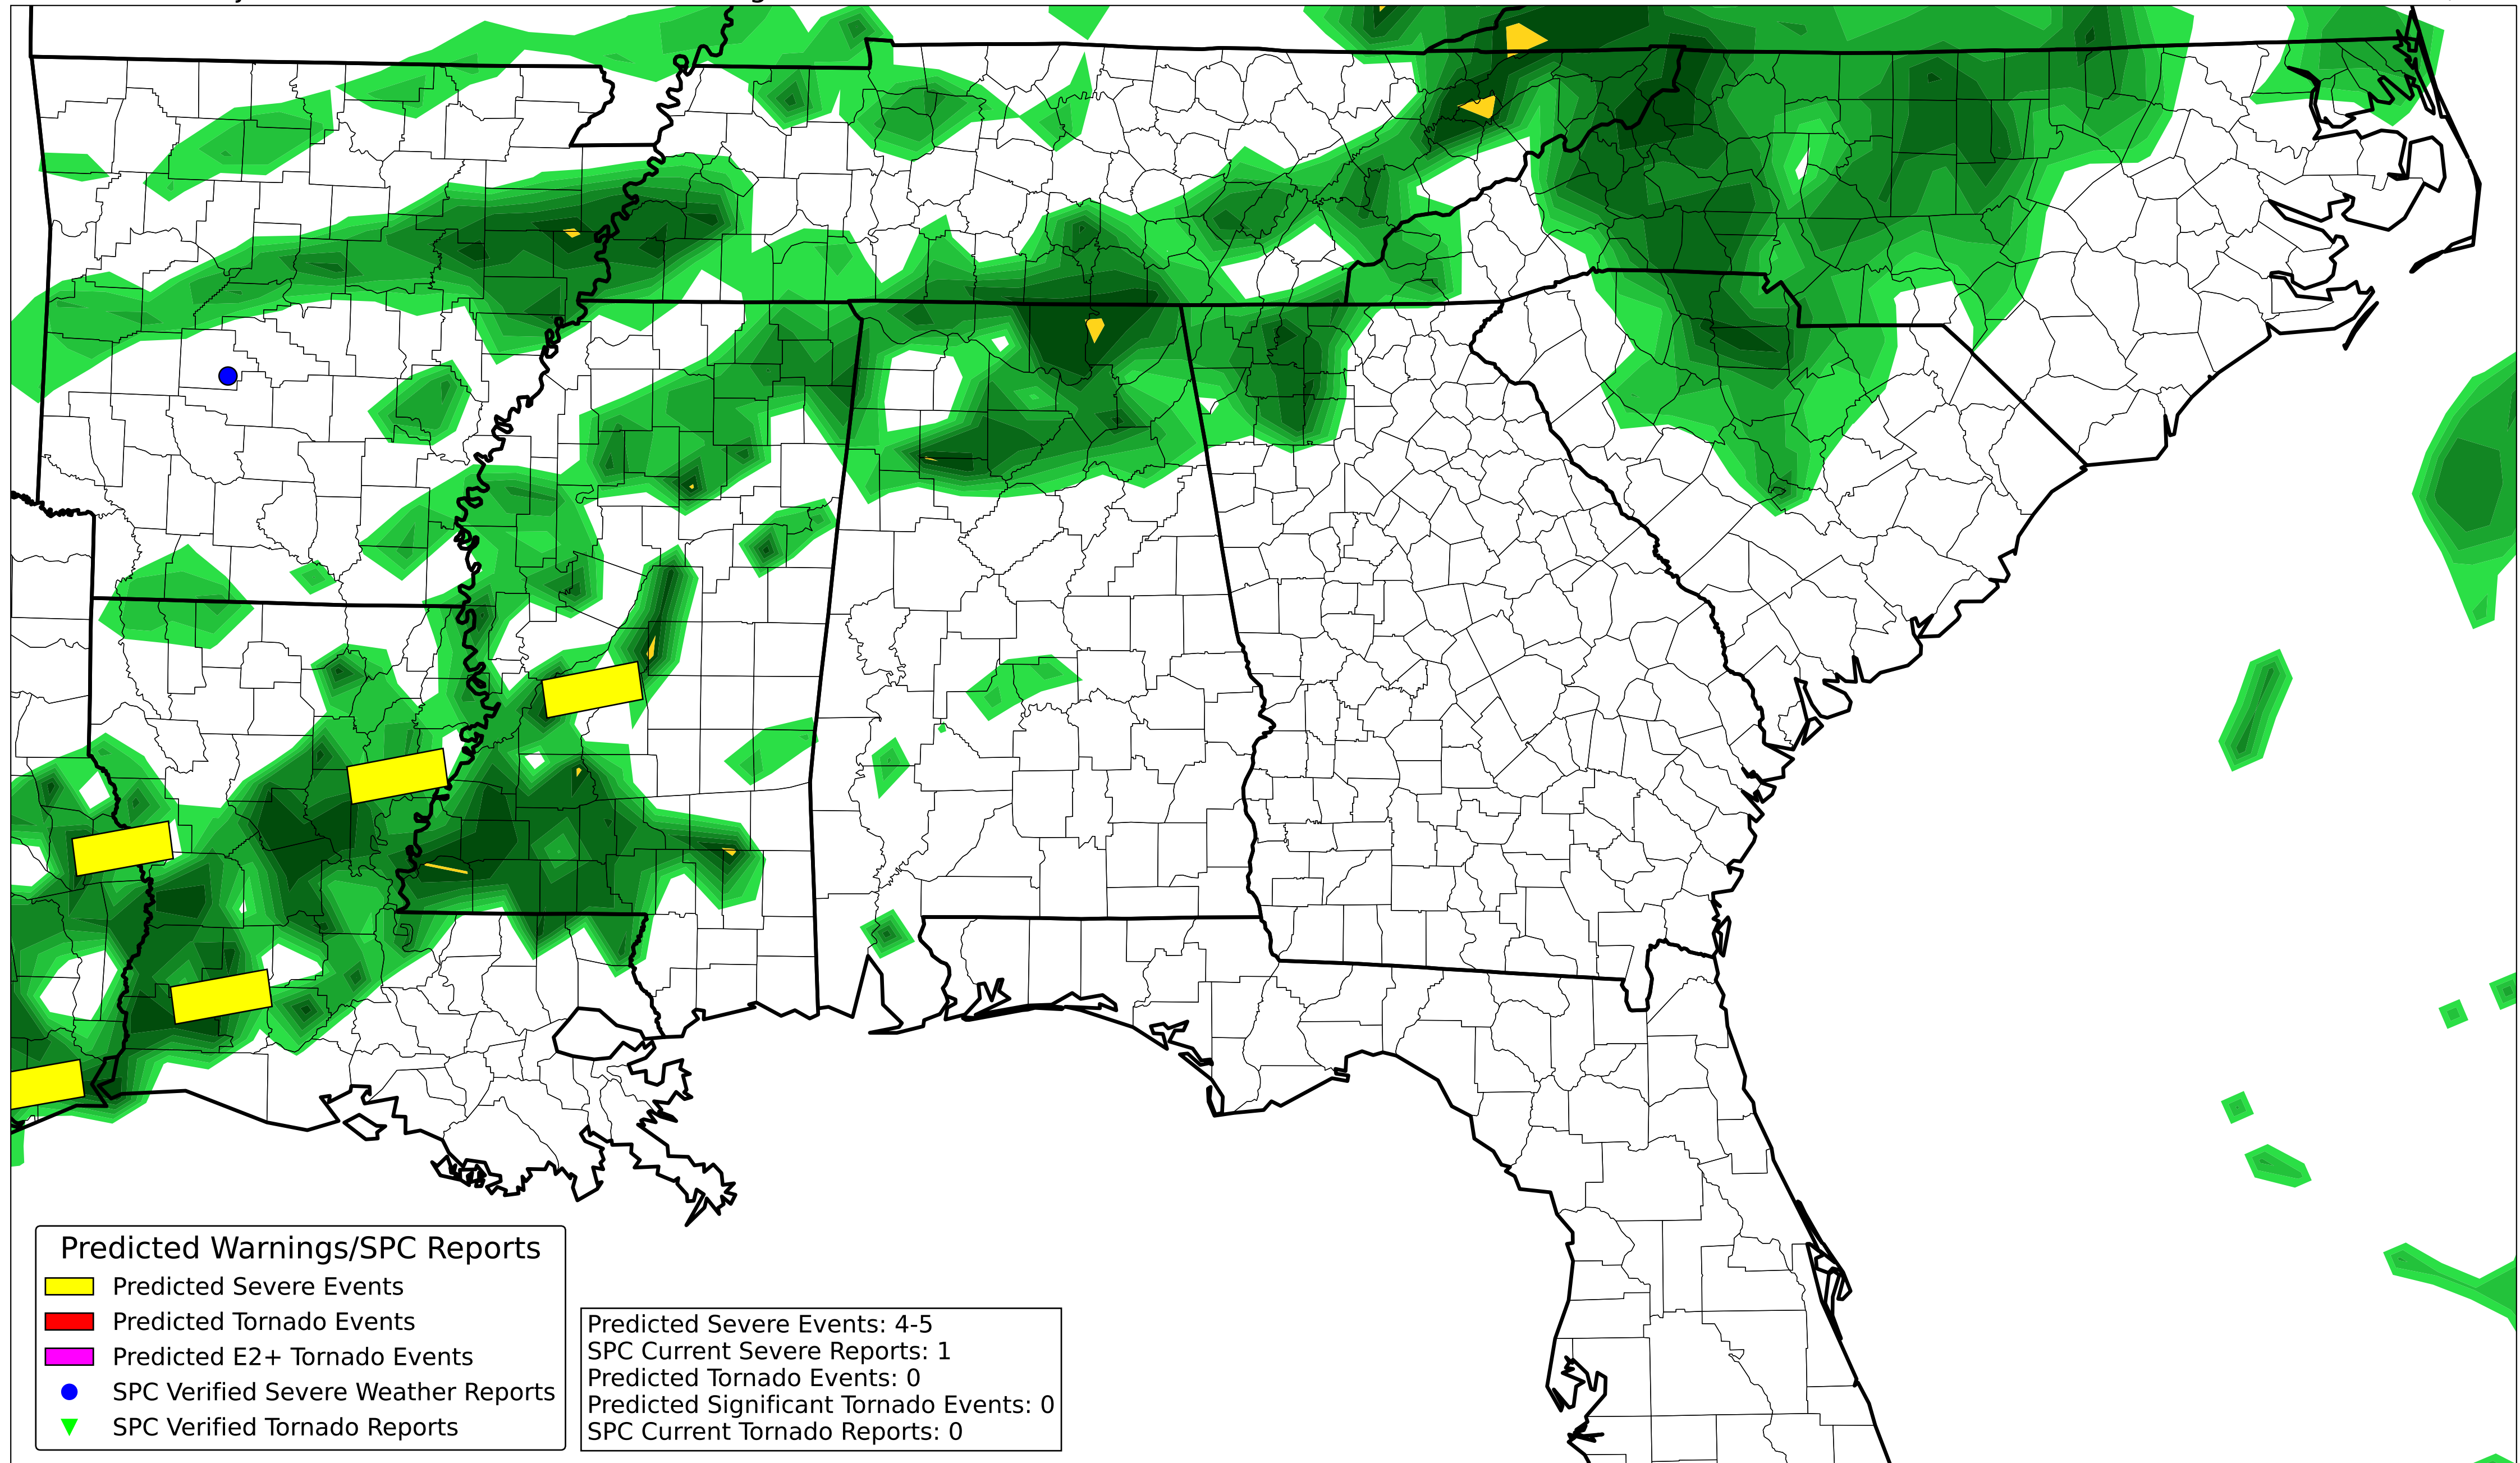 Predicted Warnings/SPC Reports
Predicted Severe Events
Predicted Tornado Events
Predicted E2+ Tornado Events
SPC Verified Severe Weather Reports
SPC Verified Tornado Reports
Predicted Severe Events: 4-5
SPC Current Severe Reports: 1
Predicted Tornado Events: 0
Predicted Significant Tornado Events: 0
SPC Current Tornado Reports: 0